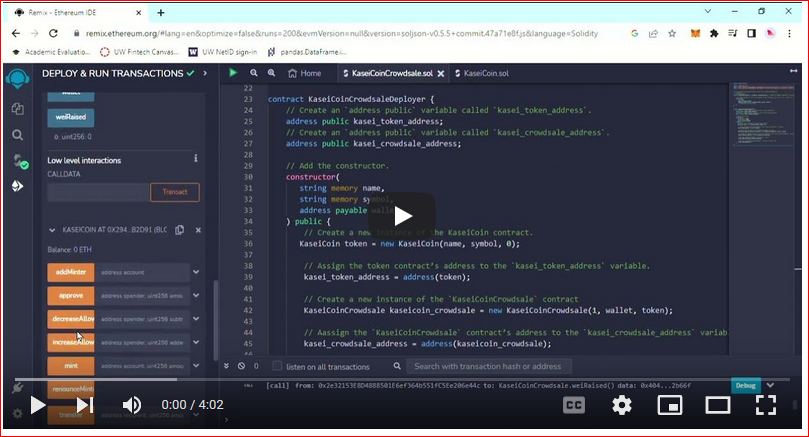 Remix - Ethereum IDE
remix.ethereum.org/#lang=en&optimize=false&runs=200&evmVersion=null&version=soljson-v0.5.5+commit.47a71e8f.js&language=Solidity
Academic Evaluatio...
UW Fintech Canvas...
UW NetID sign-in
pandas.DataFrame.i...
DEPLOY & RUN TRANSACTIONS
Home
KaseiCoinCrowdsale.sol
KaseiCoin.sol
weiRaised
0: uint256: 0
Low level interactions
CALLDATA
Transact
KASEICOIN AT 0X294...B2D91 (BLO
Balance: 0 ETH
addMinter address account
approve address spender, uint256 amou
decreaseAllow address spender, uint256 subtr
increaseAllow address spender, uint256 adde
mint address account, uint256 amou
renounceMinte
transfer
22
23 contract KaseiCoinCrowdsaleDeployer {
24 // Create an `address public` variable called `kasei_token_address`.
25 address public kasei_token_address;
26 // Create an `address public` variable called `kasei_crowdsale_address`.
27 address public kasei_crowdsale_address;
28
29 // Add the constructor.
30 constructor(
31 string memory name,
32 string memory symbol,
33 address payable
34 ) public {
35 // Create a new instance of the KaseiCoin contract.
36 KaseiCoin token = new KaseiCoin(name, symbol, 0);
37
38 // Assign the token contract's address to the `kasei_token_address` variable.
39 kasei_token_address = address(token);
40
41 // Create a new instance of the `KaseiCoinCrowdsale` contract
42 KaseiCoinCrowdsale kaseicoin_crowdsale = new KaseiCoinCrowdsale(1, wallet, token);
43
44 // Aassign the `KaseiCoinCrowdsale` contract's address to the `kasei_crowdsale_address` variab
45 kasei_crowdsale_address = address(kaseicoin_crowdsale);
0 listen on all transactions
Search with transaction hash or address
[call] from: 0x2e32153E8D4888501E6ef364b551fC5Ee206e44c to: KaseiCoinCrowdsale.weiRaised() data: 0x404...2b66f
Debug
0:00 / 4:02
CC